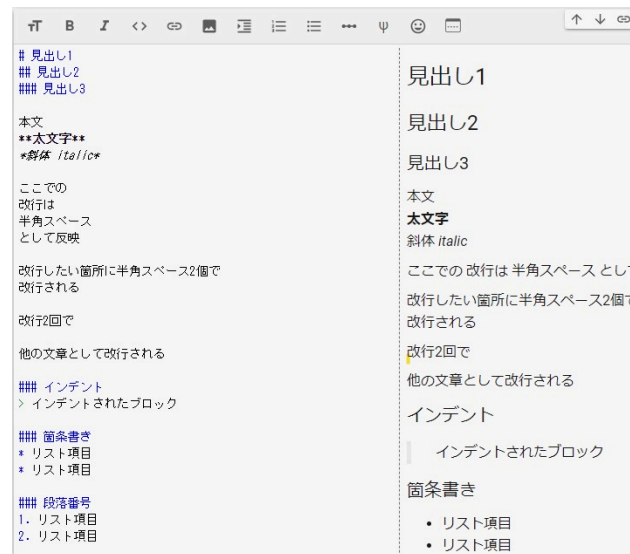 # 見出し1
## 見出し2
### 見出し3
本文
**太文字**
*斜体 italic*
ここでの
改行は
半角スペース
として反映
改行したい箇所に半角スペース2個で
改行される
改行2回で
他の文章として改行される
### インデント
> インデントされたブロック
### 箇条書き
* リスト項目
* リスト項目
### 段落番号
1. リスト項目
2. リスト項目
見出し1
見出し2
見出し3
本文
太文字
斜体 italic
ここでの 改行は 半角スペース とし
改行したい箇所に半角スペース2個
改行される
改行2回で
他の文章として改行される
インデント
インデントされたブロック
箇条書き
• リスト項目
• リスト項目